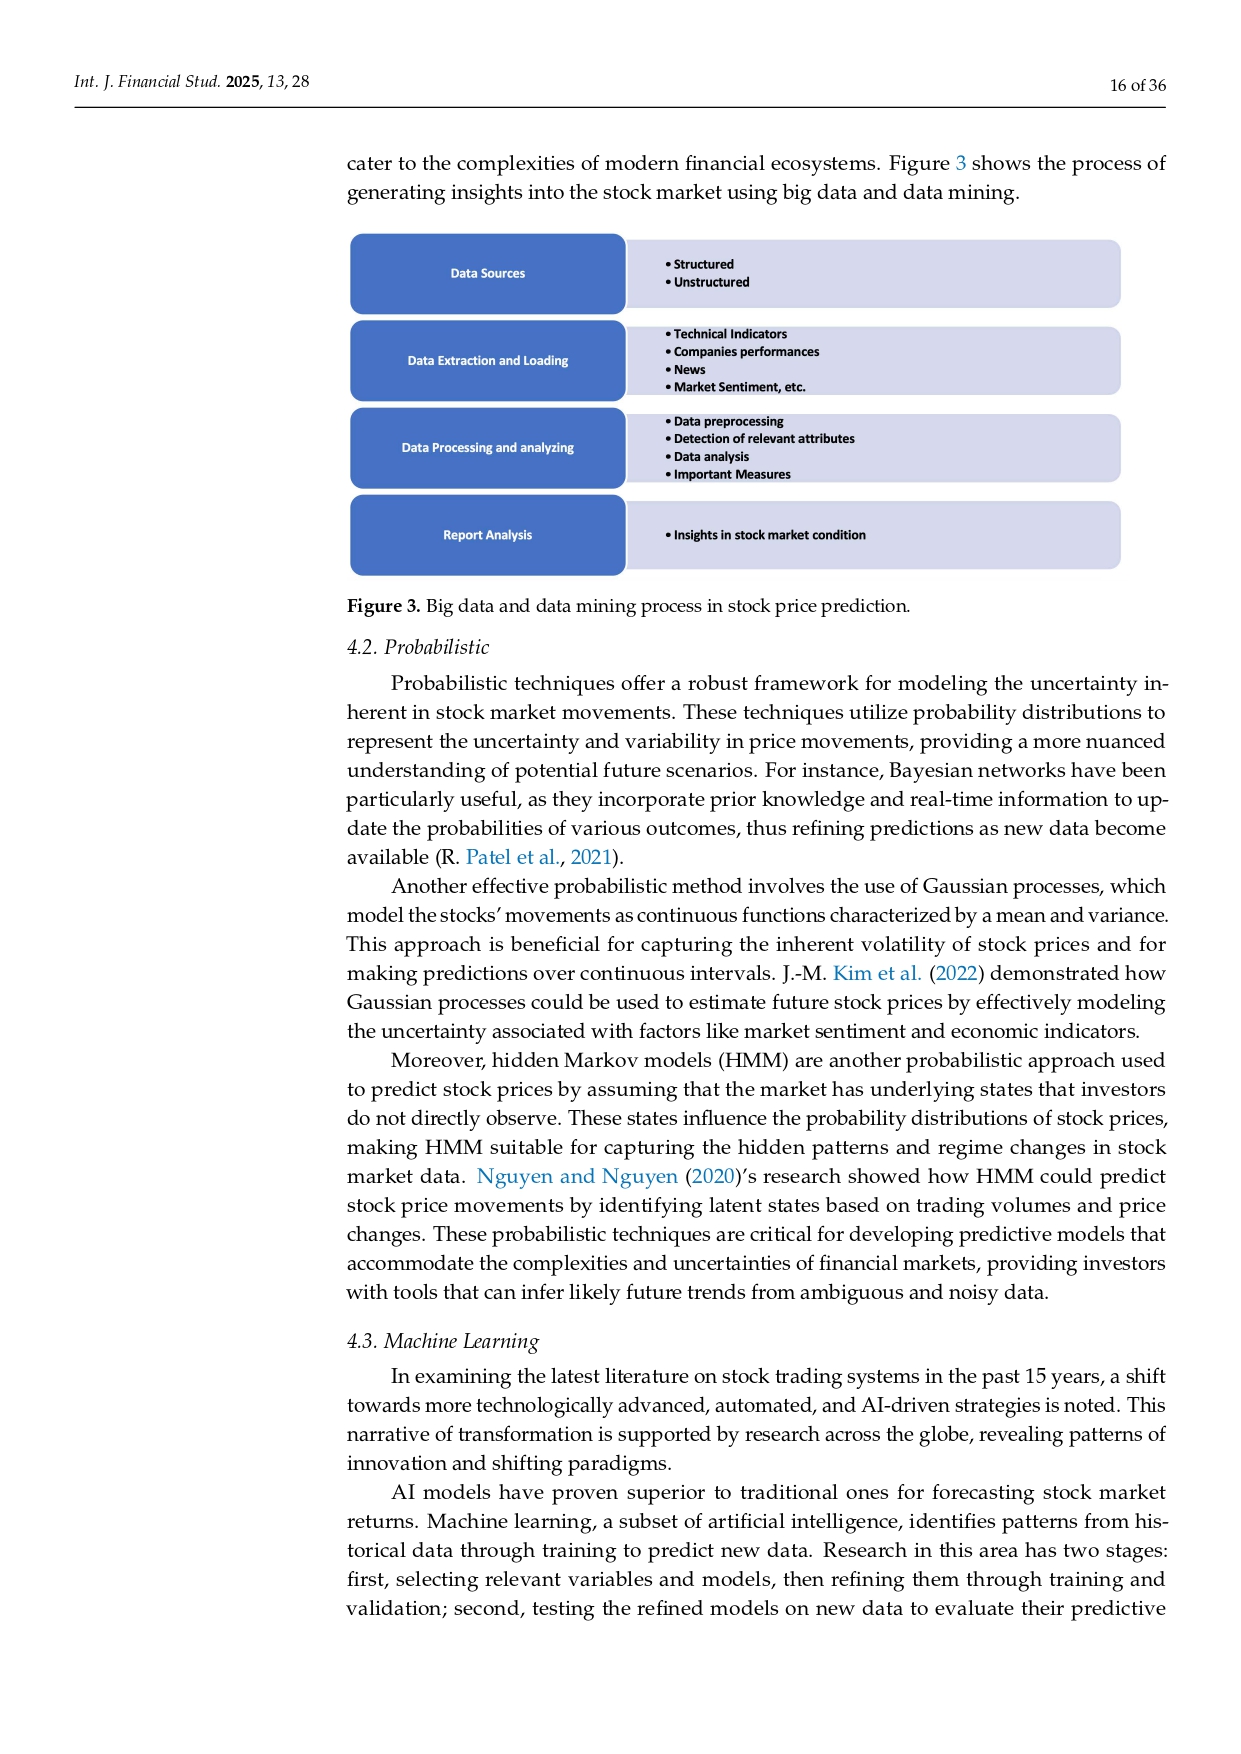 Int. J. Financial Stud. 2025, 13, 28
16 of 36
cater to the complexities of modern financial ecosystems. Figure 3 shows the process of
generating insights into the stock market using big data and data mining.
Data Sources
• Structured
• Unstructured
Data Extraction and Loading
• Technical Indicators
• Companies performances
• News
• Market Sentiment, etc.
Data Processing and analyzing
• Data preprocessing
• Detection of relevant attributes
• Data analysis
• Important Measures
Report Analysis
• Insights in stock market condition
Figure 3. Big data and data mining process in stock price prediction.
4.2. Probabilistic
Probabilistic techniques offer a robust framework for modeling the uncertainty in-
herent in stock market movements. These techniques utilize probability distributions to
represent the uncertainty and variability in price movements, providing a more nuanced
understanding of potential future scenarios. For instance, Bayesian networks have been
particularly useful, as they incorporate prior knowledge and real-time information to up-
date the probabilities of various outcomes, thus refining predictions as new data become
available (R. Patel et al., 2021).
Another effective probabilistic method involves the use of Gaussian processes, which
model the stocks’ movements as continuous functions characterized by a mean and variance.
This approach is beneficial for capturing the inherent volatility of stock prices and for
making predictions over continuous intervals. J.-M. Kim et al. (2022) demonstrated how
Gaussian processes could be used to estimate future stock prices by effectively modeling
the uncertainty associated with factors like market sentiment and economic indicators.
Moreover, hidden Markov models (HMM) are another probabilistic approach used
to predict stock prices by assuming that the market has underlying states that investors
do not directly observe. These states influence the probability distributions of stock prices,
making HMM suitable for capturing the hidden patterns and regime changes in stock
market data. Nguyen and Nguyen (2020)’s research showed how HMM could predict
stock price movements by identifying latent states based on trading volumes and price
changes. These probabilistic techniques are critical for developing predictive models that
accommodate the complexities and uncertainties of financial markets, providing investors
with tools that can infer likely future trends from ambiguous and noisy data.
4.3. Machine Learning
In examining the latest literature on stock trading systems in the past 15 years, a shift
towards more technologically advanced, automated, and AI-driven strategies is noted. This
narrative of transformation is supported by research across the globe, revealing patterns of
innovation and shifting paradigms.
AI models have proven superior to traditional ones for forecasting stock market
returns. Machine learning, a subset of artificial intelligence, identifies patterns from his-
torical data through training to predict new data. Research in this area has two stages:
first, selecting relevant variables and models, then refining them through training and
validation; second, testing the refined models on new data to evaluate their predictive